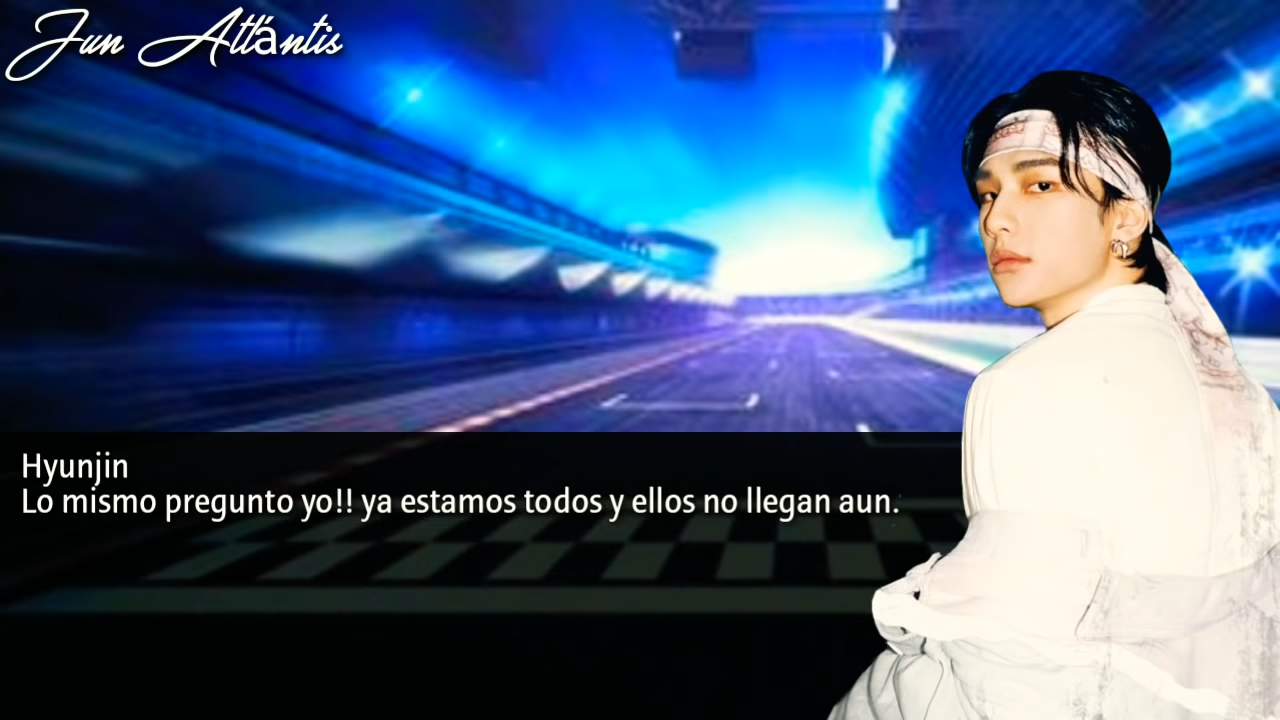 Jun Atlántis
Hyunjin
Lo mismo pregunto yo!! ya estamos todos y ellos no llegan aun.